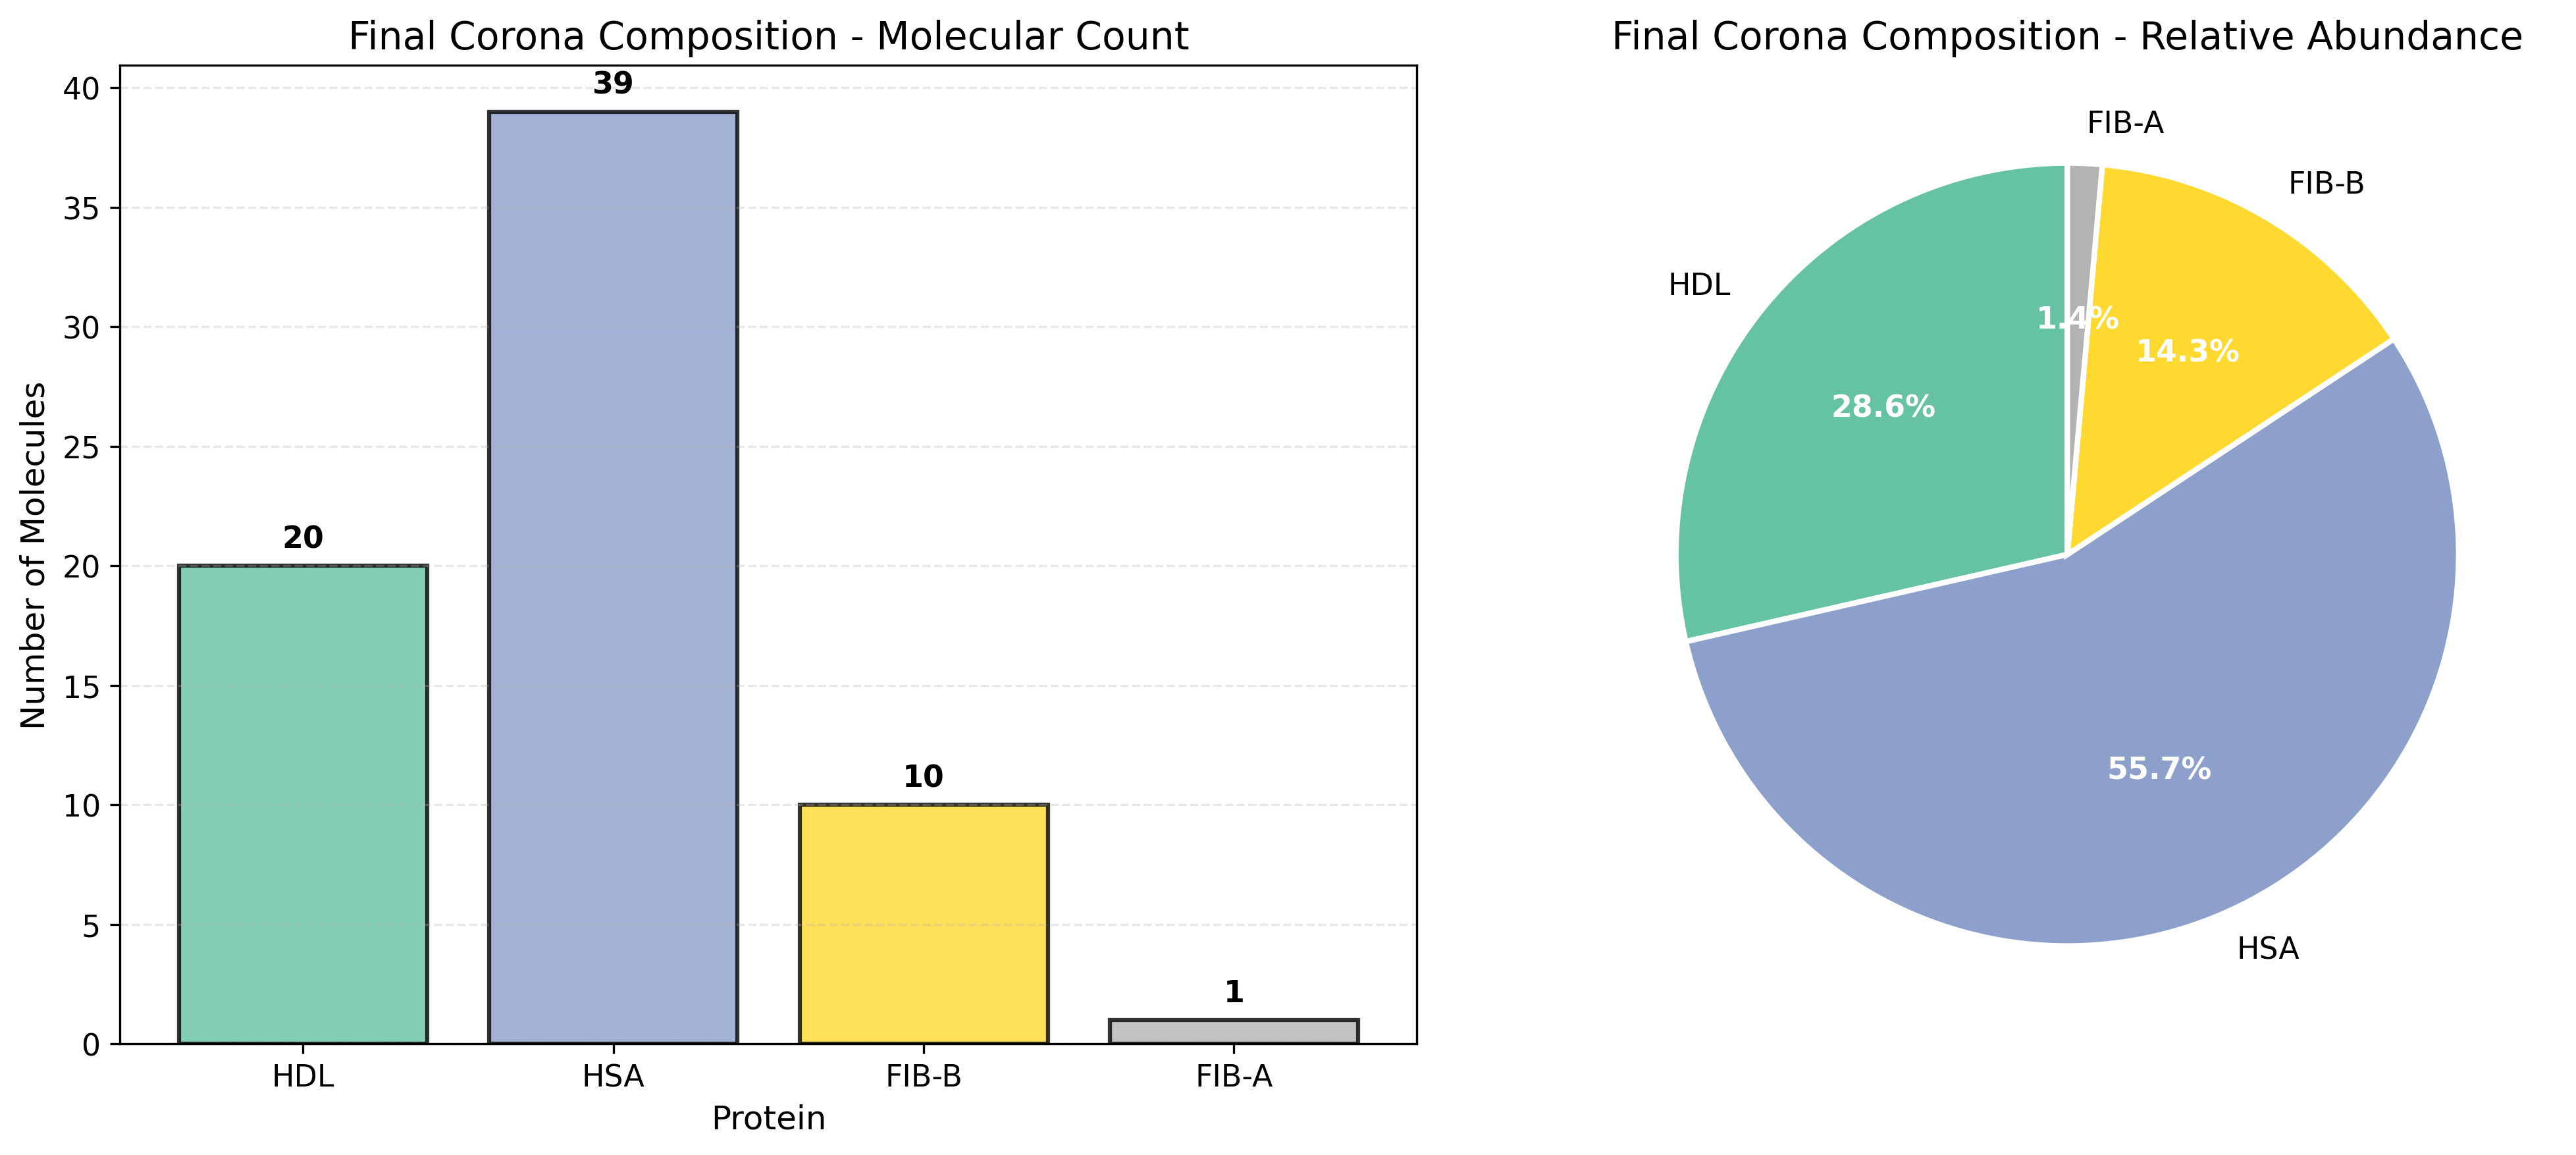 Final Corona Composition - Molecular Count
39
40
35
30
25
20
15
10
5
0
20
10
1
Number of Molecules
HDL
HSA
FIB-B
FIB-A
Protein
Final Corona Composition - Relative Abundance
FIB-A
FIB-B
HDL
1.4%
14.3%
28.6%
55.7%
HSA